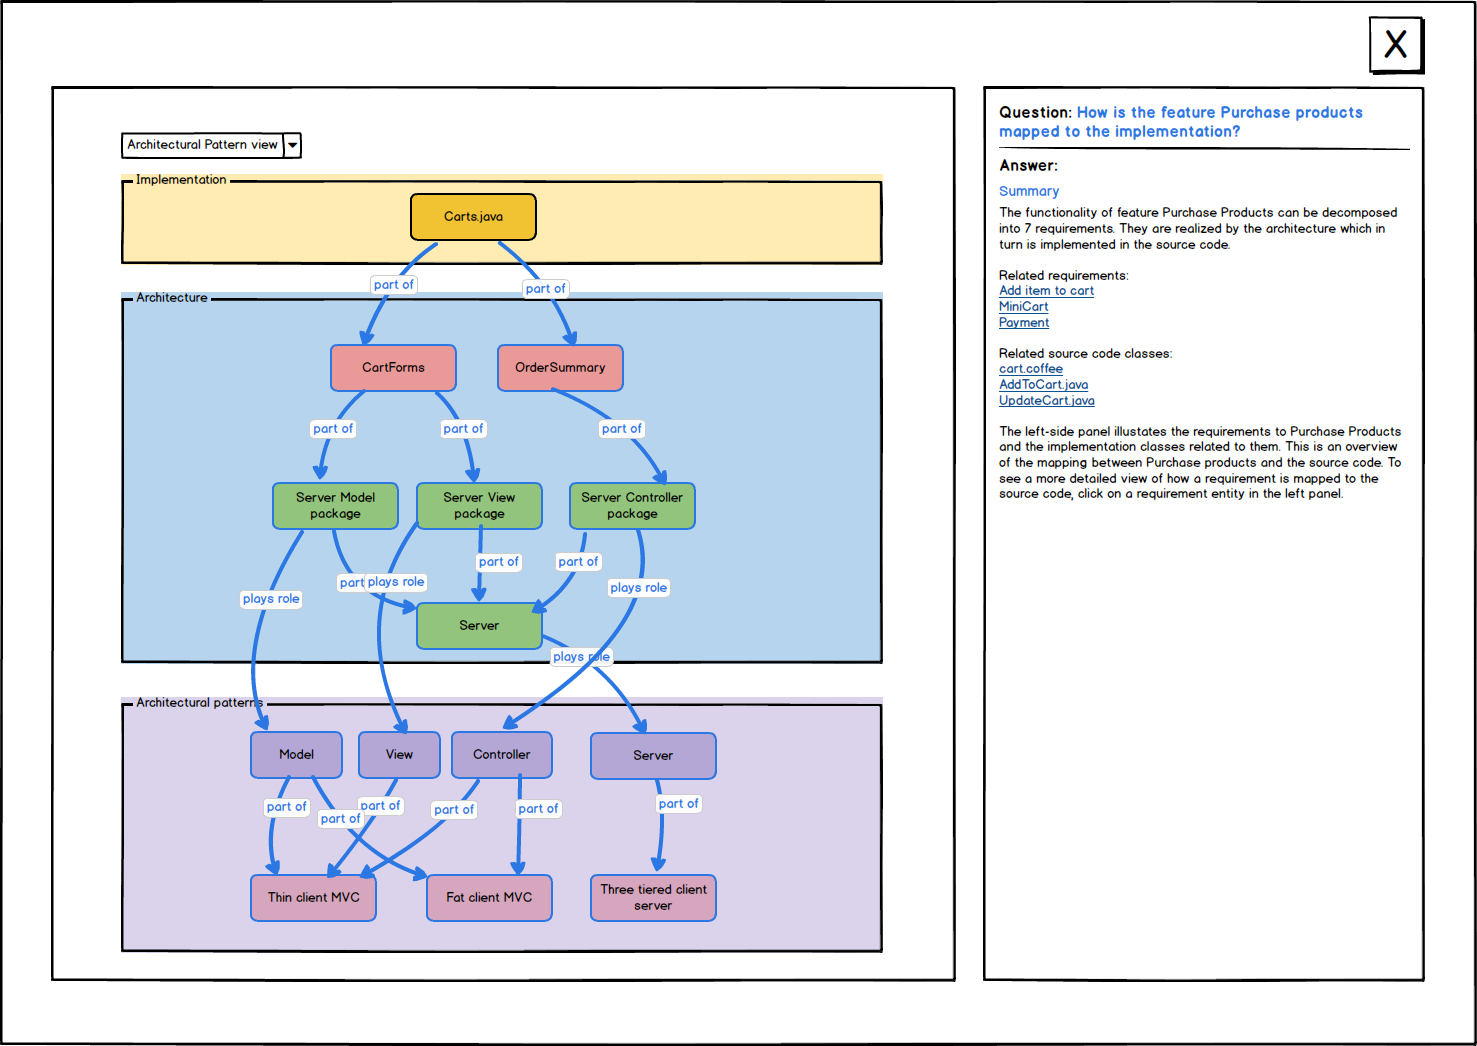 X
Architectural Pattern view
Implementation
Carts.java
part of
part of
Architecture
CartForms
OrderSummary
part of
part of
part of
Server Model
package
Server View
package
Server Controller
package
part of
part of
part
plays role
plays role
plays role
Server
plays role
Architectural patterns
Model
View
Controller
Server
part of
part of
part of
part of
part of
part of
Thin client MVC
Fat client MVC
Three tiered client
server
Question: How is the feature Purchase products
mapped to the implementation?
Answer:
Summary
The functionality of feature Purchase Products can be decomposed
into 7 requirements. They are realized by the architecture which in
turn is implemented in the source code.
Related requirements:
Add item to cart
MiniCart
Payment
Related source code classes:
cart.coffee
AddToCart.java
UpdateCart.java
The left-side panel illustates the requirements to Purchase Products
and the implementation classes related to them. This is an overview
of the mapping between Purchase products and the source code. To
see a more detailed view of how a requirement is mapped to the
source code, click on a requirement entity in the left panel.